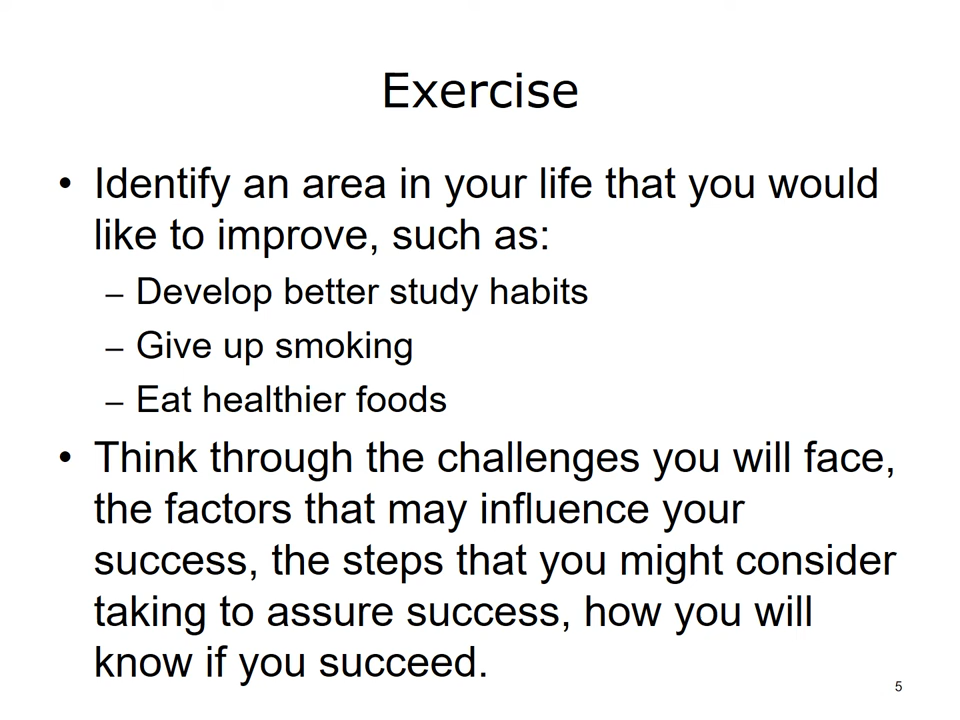 Exercise
• Identify an area in your life that you would
like to improve, such as:
– Develop better study habits
– Give up smoking
– Eat healthier foods
• Think through the challenges you will face,
the factors that may influence your
success, the steps that you might consider
taking to assure success, how you will
know if you succeed.
5